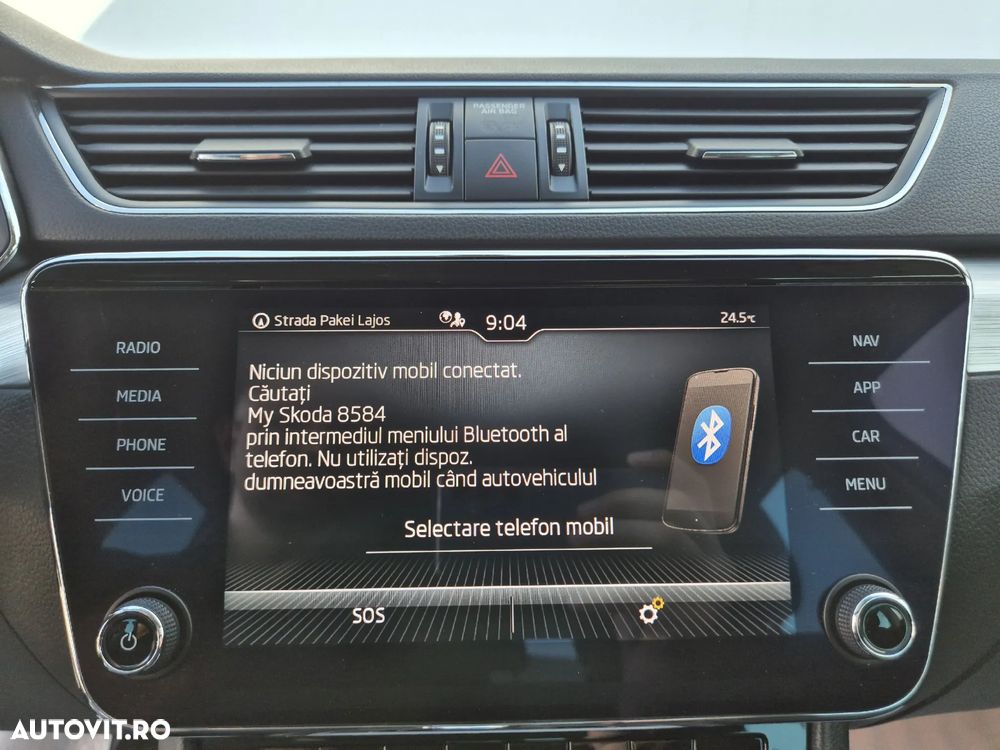 PASSENGER
AIR BAG
Strada Pakei Lajos
9:04
24.5°C
RADIO
MEDIA
PHONE
VOICE
Niciun dispozitiv mobil conectat.
Căutați
My Skoda 8584
prin intermediul meniului Bluetooth al
telefon. Nu utilizați dispoz.
dumneavoastră mobil când autovehiculul
Selectare telefon mobil
SOS
NAV
APP
CAR
MENU
AUTOVIT.RO